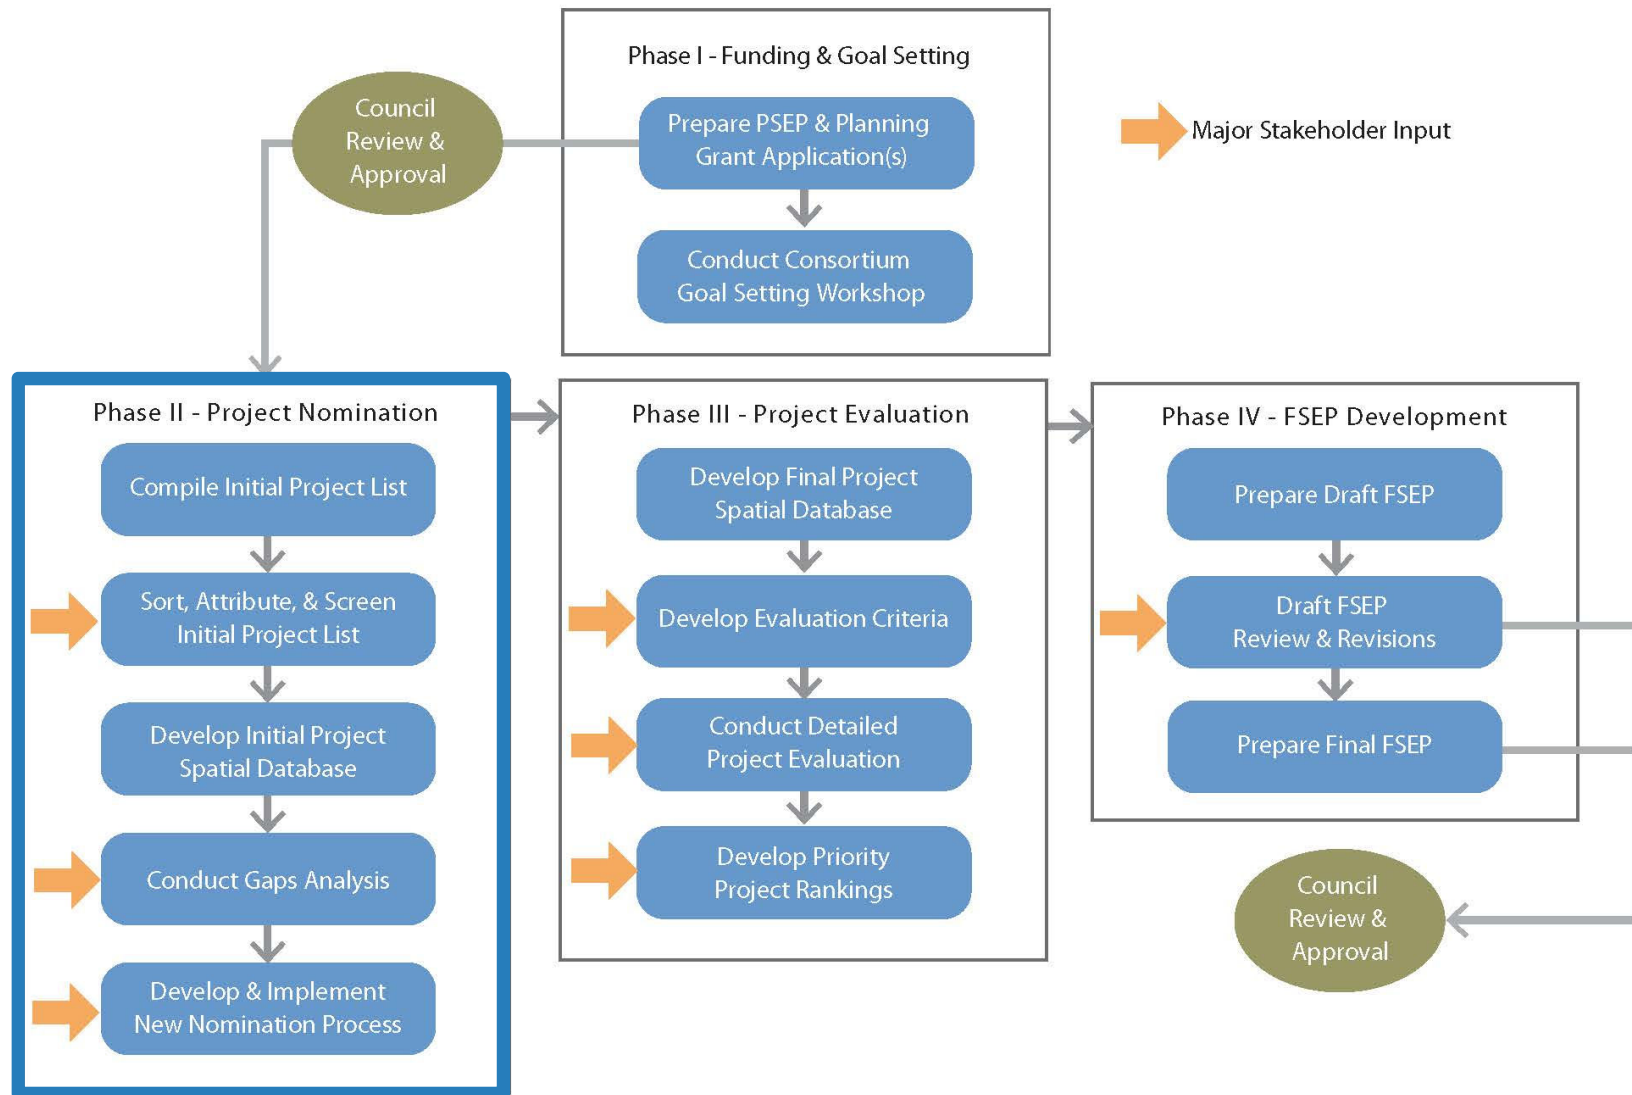 Phase I - Funding & Goal Setting
Prepare PSEP & Planning
Grant Application(s)
Conduct Consortium
Goal Setting Workshop
Council
Review &
Approval
Major Stakeholder Input
Phase II - Project Nomination
Compile Initial Project List
Sort, Attribute, & Screen
Initial Project List
Develop Initial Project
Spatial Database
Conduct Gaps Analysis
Develop & Implement
New Nomination Process
Phase III - Project Evaluation
Develop Final Project
Spatial Database
Develop Evaluation Criteria
Conduct Detailed
Project Evaluation
Develop Priority
Project Rankings
Phase IV - FSEP Development
Prepare Draft FSEP
Draft FSEP
Review & Revisions
Prepare Final FSEP
Council
Review &
Approval